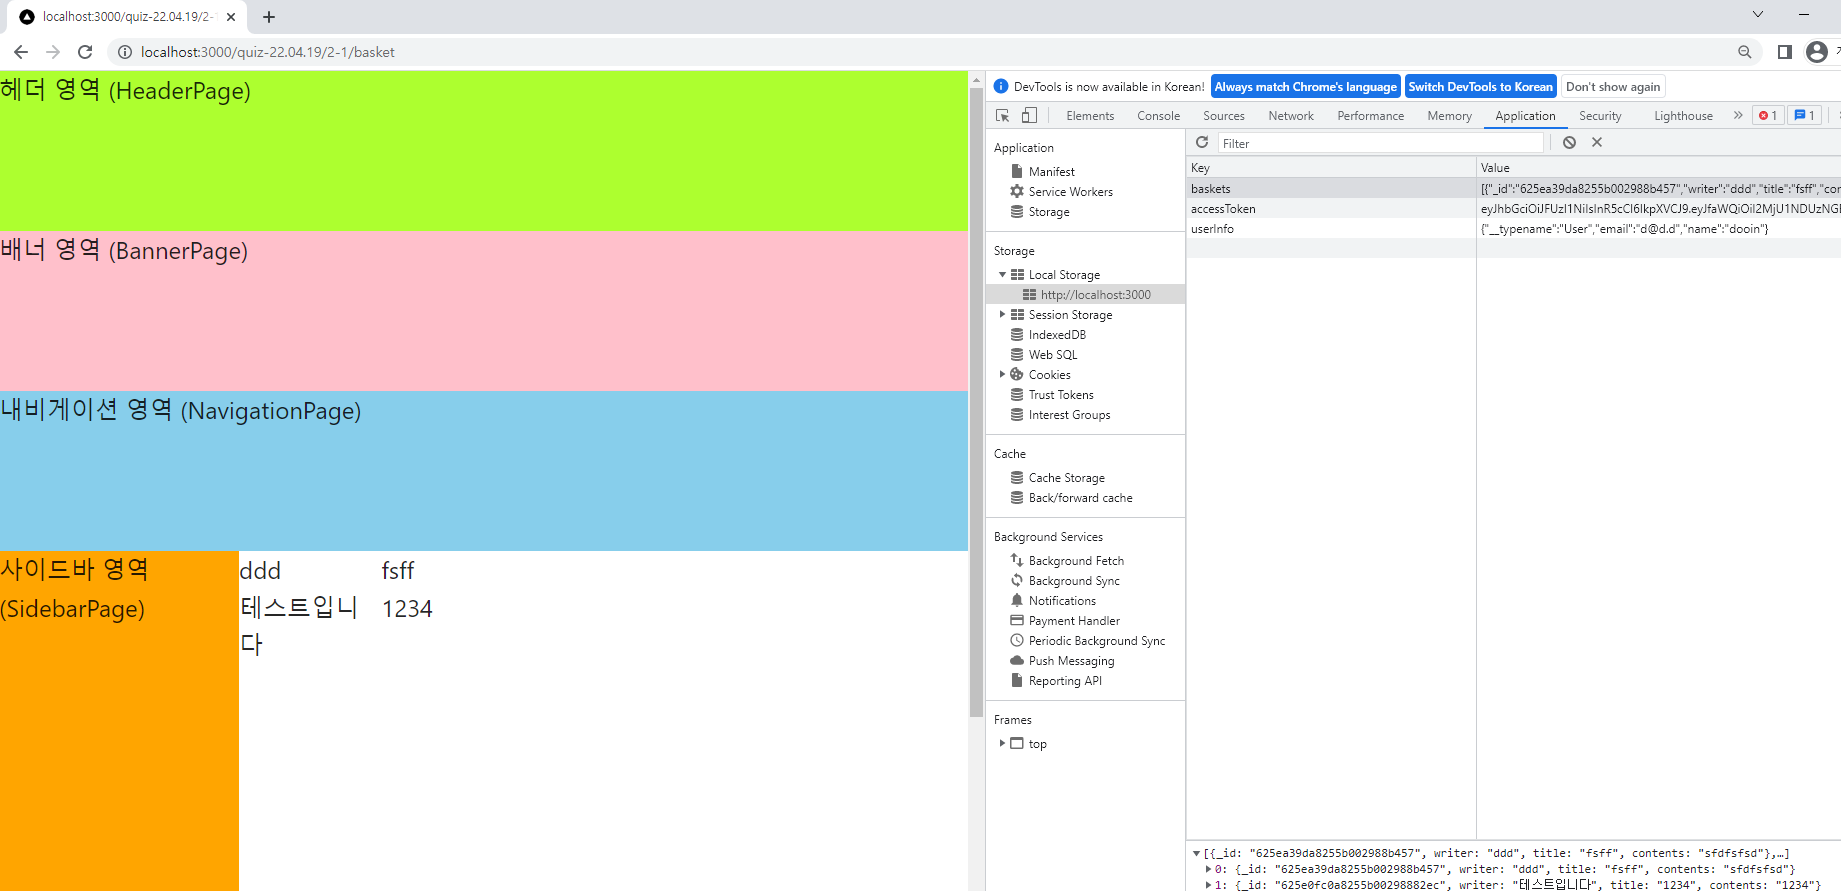 localhost:3000/quiz-22.04.19/2-
localhost:3000/quiz-22.04.19/2-1/basket
헤더 영역 (HeaderPage)
배너 영역 (BannerPage)
내비게이션 영역 (NavigationPage)
사이드바 영역
(SidebarPage)
ddd fsff
테스트입니 1234
다
DevTools is now available in Korean! Always match Chrome's language Switch DevTools to Korean Don't show again
Elements Console Sources Network Performance Memory Application Security Lighthouse » 1 1
Application
Manifest
Service Workers
Storage
Storage
Local Storage
http://localhost:3000
Session Storage
IndexedDB
Web SQL
Cookies
Trust Tokens
Interest Groups
Cache
Cache Storage
Back/forward cache
Background Services
Background Fetch
Background Sync
Notifications
Payment Handler
Periodic Background Sync
Push Messaging
Reporting API
Frames
top
Filter
Key Value
baskets [{"_id":"625ea39da8255b002988b457","writer":"ddd","title":"fsff","con
accessToken
userInfo {"__typename":"User","email":"d@d.d","name":"dooin"}
[{_id: "625ea39da8255b002988b457", writer: "ddd", title: "fsff", contents: "sfdfsfsd"},…]
0: {_id: "625ea39da8255b002988b457", writer: "ddd", title: "fsff", contents: "sfdfsfsd"}
1: {_id: "625e0fc0a8255b00298882ec", writer: "테스트입니다", title: "1234", contents: "1234"}